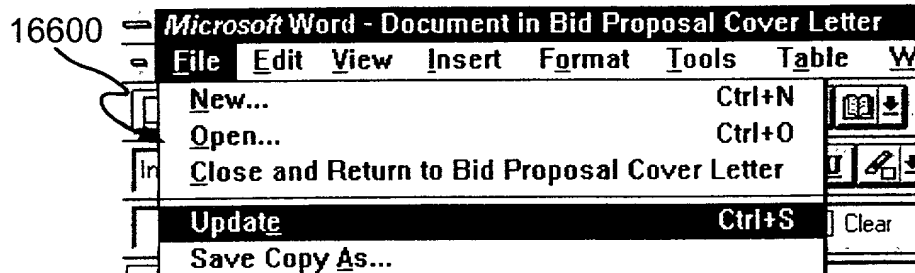 16600
Microsoft Word - Document in Bid Proposal Cover Letter
File Edit View Insert Format Tools Table W
New... Ctrl+N
Open... Ctrl+O
In Close and Return to Bid Proposal Cover Letter
Update Ctrl+S Clear
Save Copy As...